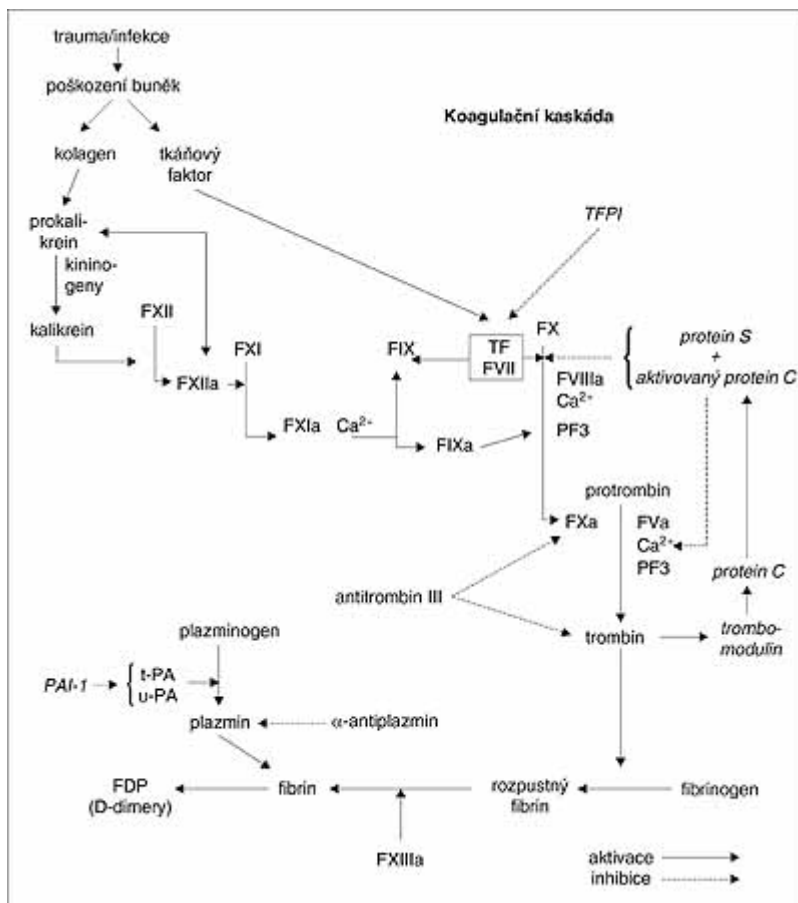 trauma/infekce
poškození buněk
Koagulační kaskáda
kolagen
tkáňový
faktor
TFPI
prokali-
krein
kinino-
geny
kalikrein
FXII
FXI
FXIIa
FIX
TF
FVII
FX
FVIIIa
Ca²⁺
PF3
protein S
+
aktivovaný protein C
FXIa
Ca²⁺
FIXa
protrombin
FXa
FVa
Ca²⁺
PF3
protein C
antitrombin III
trombin
trombo-
modulin
plazminogen
PAI-1
t-PA
u-PA
plazmin
α-antiplazmin
FDP
(D-dimery)
fibrin
rozpustný
fibrin
fibrinogen
FXIIIa
aktivace
inhibice